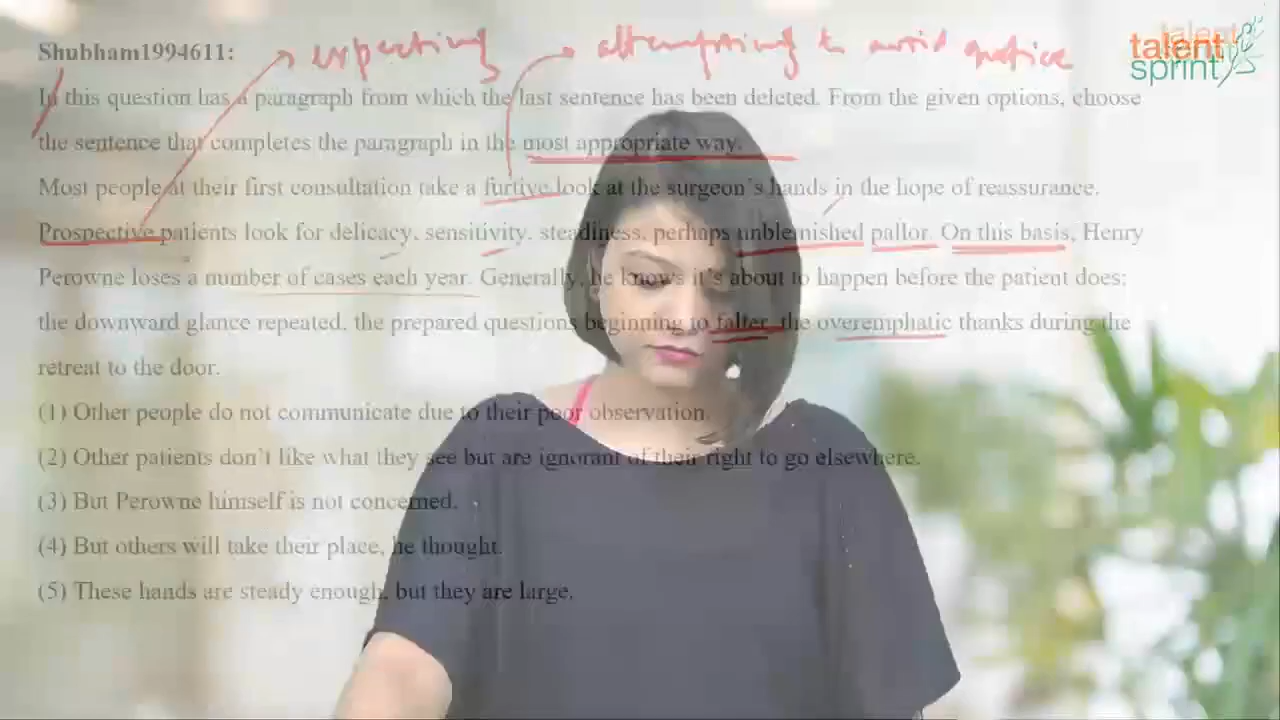 expecting attempting to avoid notice
talent
sprint
Shubham1994611:
In this question has a paragraph from which the last sentence has been deleted. From the given options, choose
the sentence that completes the paragraph in the most appropriate way.
Most people at their first consultation take a furtive look at the surgeon's hands in the hope of reassurance.
Prospective patients look for delicacy, sensitivity, steadiness, perhaps unblemished pallor. On this basis, Henry
Perowne loses a number of cases each year. Generally, he knows it's about to happen before the patient does:
the downward glance repeated, the prepared questions beginning to falter, the overemphatic thanks during the
retreat to the door.
(1) Other people do not communicate due to their poor observation.
(2) Other patients don't like what they see but are ignorant of their right to go elsewhere.
(3) But Perowne himself is not concerned.
(4) But others will take their place, he thought.
(5) These hands are steady enough, but they are large.